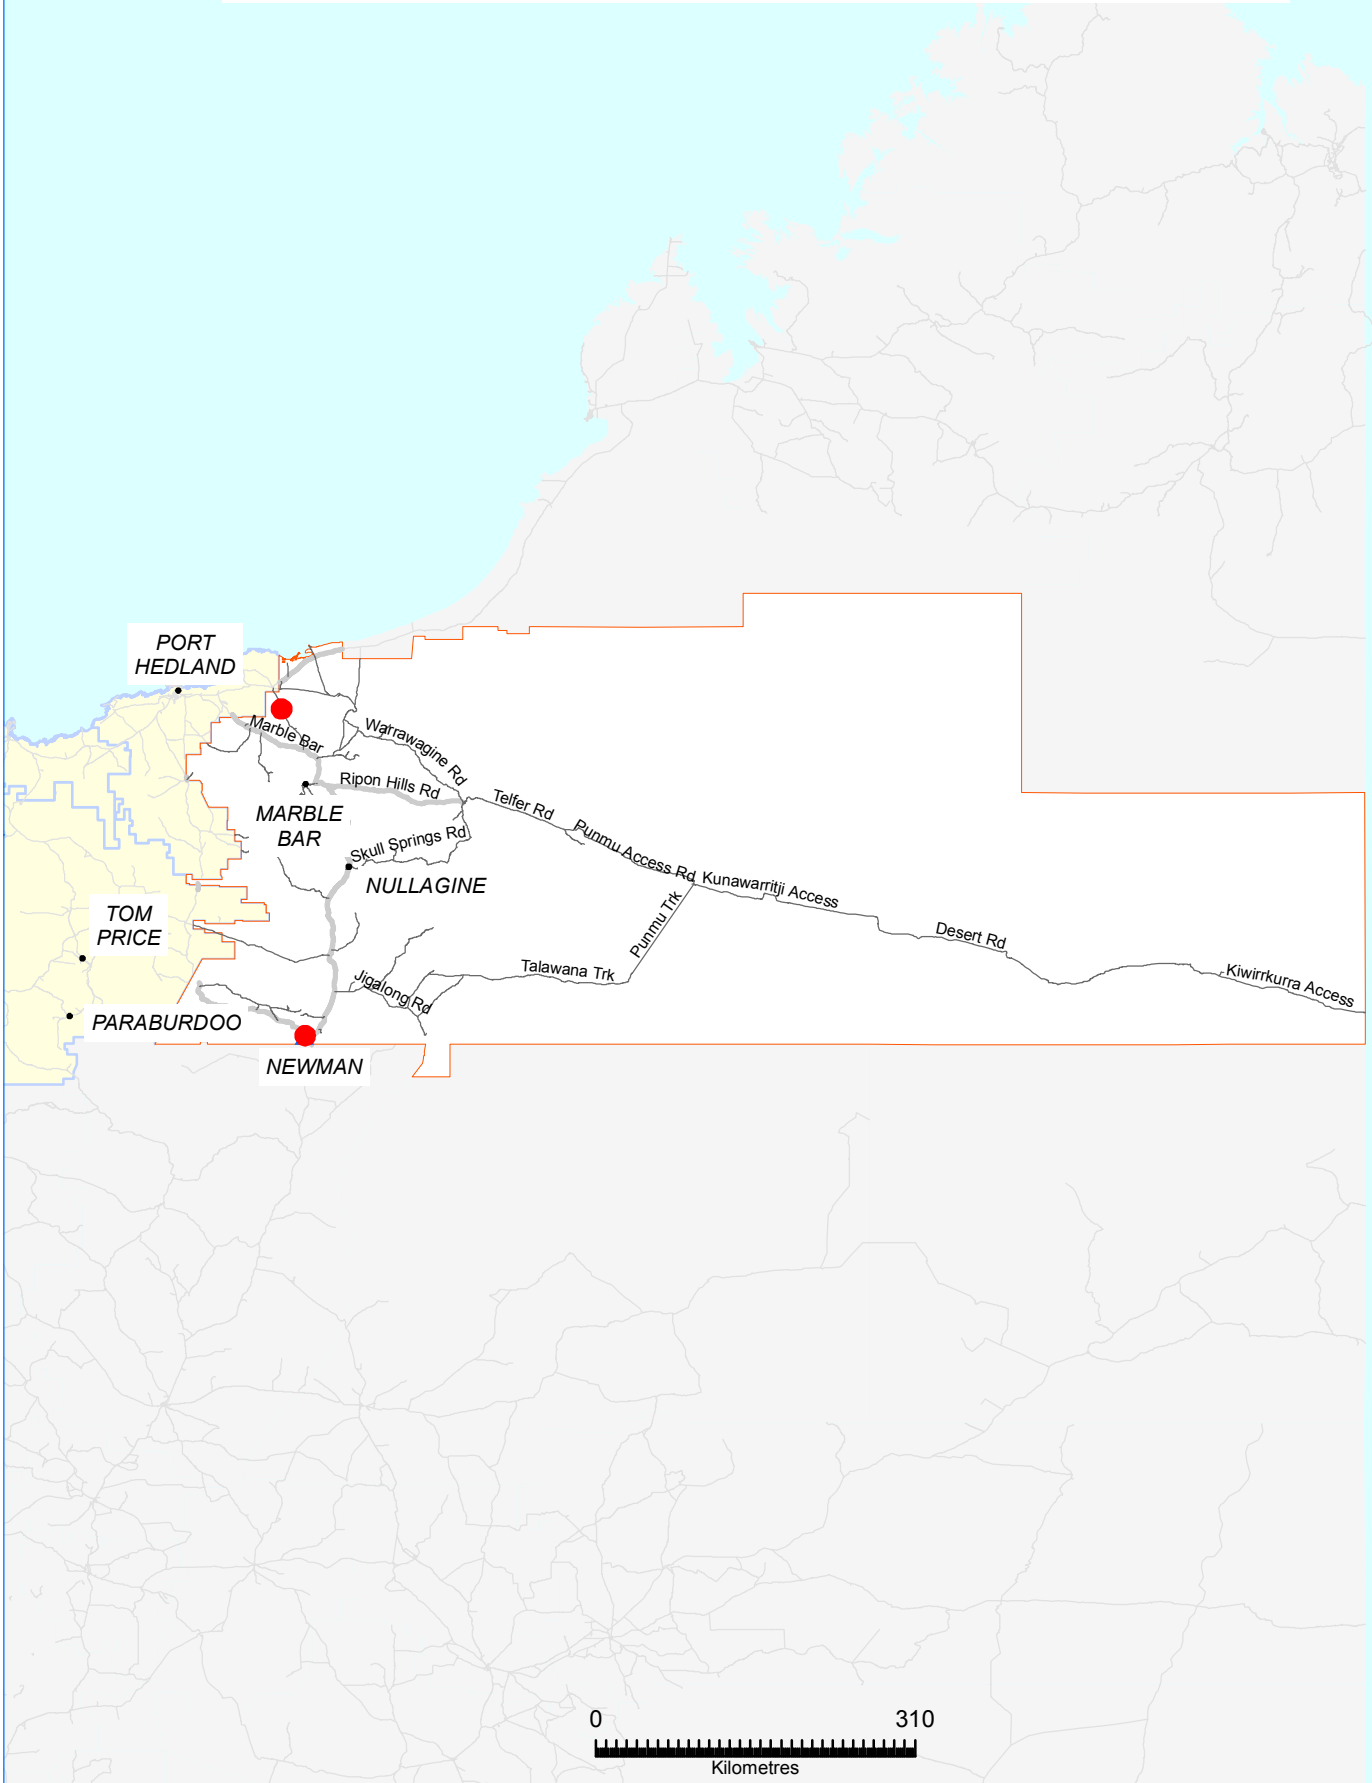 PORT
HEDLAND
Marble Bar
Warrawagine Rd
Ripon Hills Rd
MARBLE
BAR
Telfer Rd
Skull Springs Rd
Punmu Access Rd
Kunawarritji Access
NULLAGINE
TOM
PRICE
Punmu Trk
Desert Rd
Talawana Trk
Jigalong Rd
Kiwirrkurra Access
PARABURDOO
NEWMAN
0 310
Kilometres